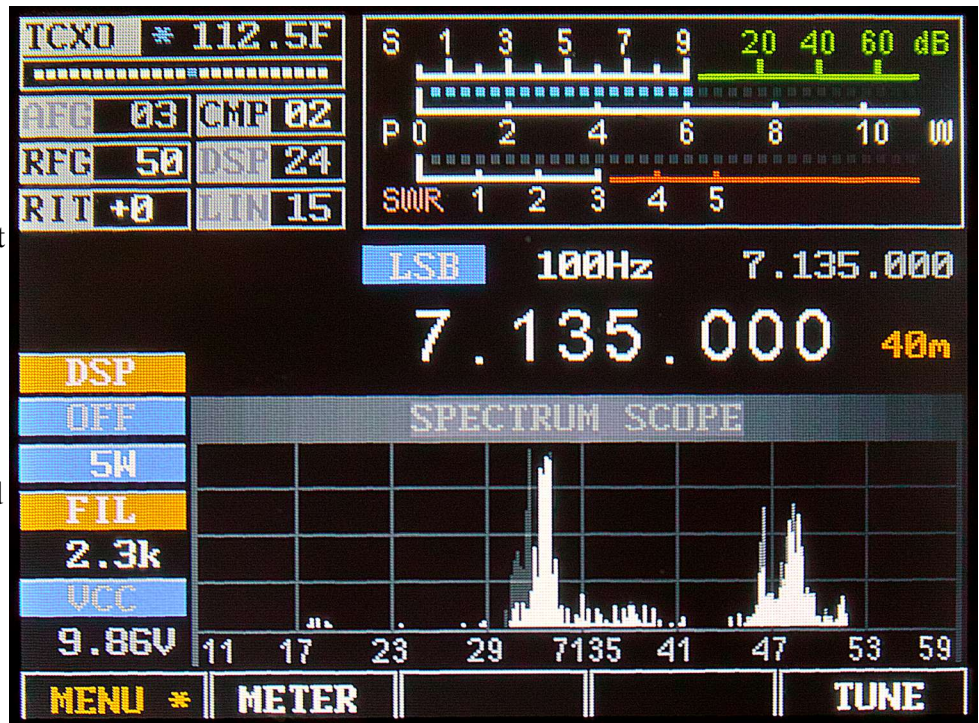 TCXO * 112.5F
AFG 03 CMP 02
RFG 50 DSP 24
RIT +0 LIN 15
S 1 3 5 7 9 20 40 60 dB
P 0 2 4 6 8 10 W
SWR 1 2 3 4 5
LSB 100Hz 7.135.000
7.135.000 40m
DSP
OFF
5W
FIL
2.3k
VCC
9.86V
SPECTRUM SCOPE
11 17 23 29 7135 41 47 53 59
MENU * METER TUNE